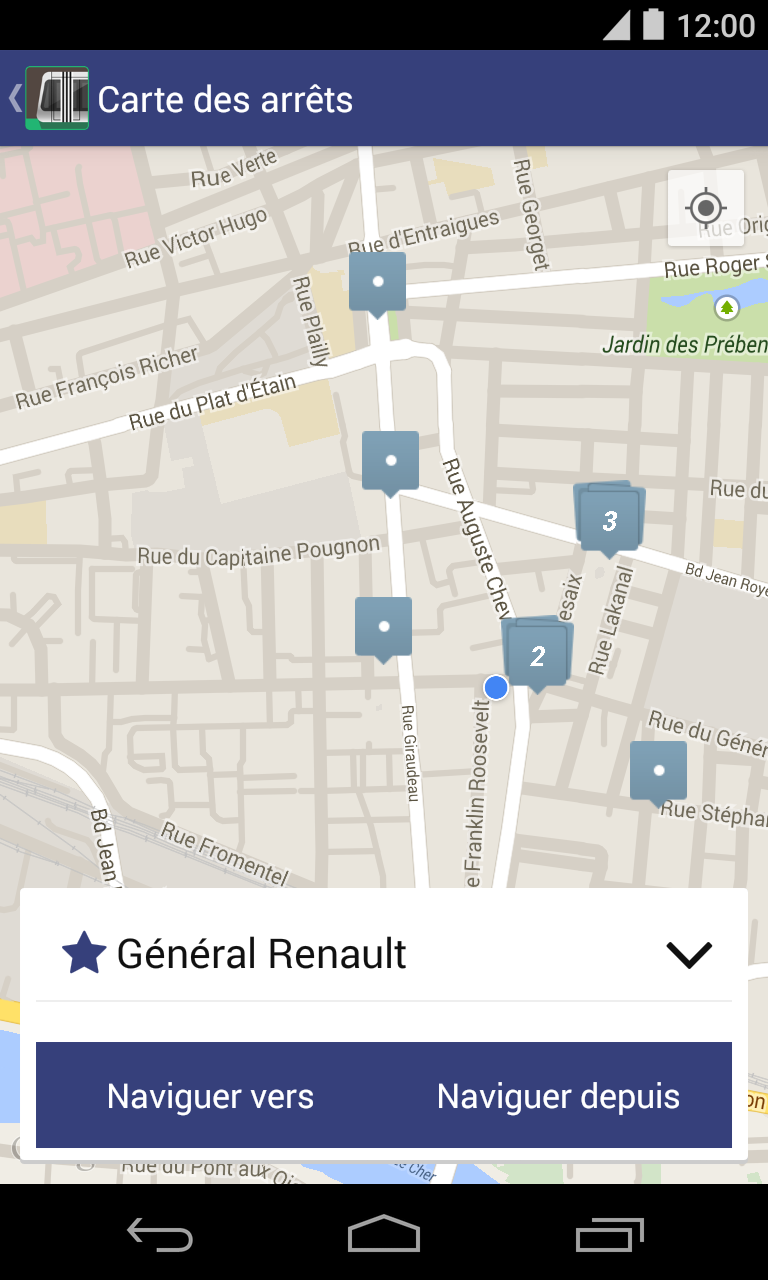 12:00
Carte des arrêts
Rue Verte
Rue Victor Hugo
Rue d'Entraigues
Rue Georget
Rue Orig
Rue Roger S
Rue Plailly
Jardin des Prében
Rue François Richer
Rue du Plat d'Étain
Rue Auguste Chev
Rue du
3
Rue du Capitaine Pougnon
Bd Jean Roye
esaix
Rue Lakanal
2
Rue Giraudeau
e Franklin Roosevelt
Rue du Génér
Rue Stéphan
Bd Jean
Rue Fromentel
Général Renault
Naviguer vers
Naviguer depuis
on
Rue du Pont aux Oi
e Cher